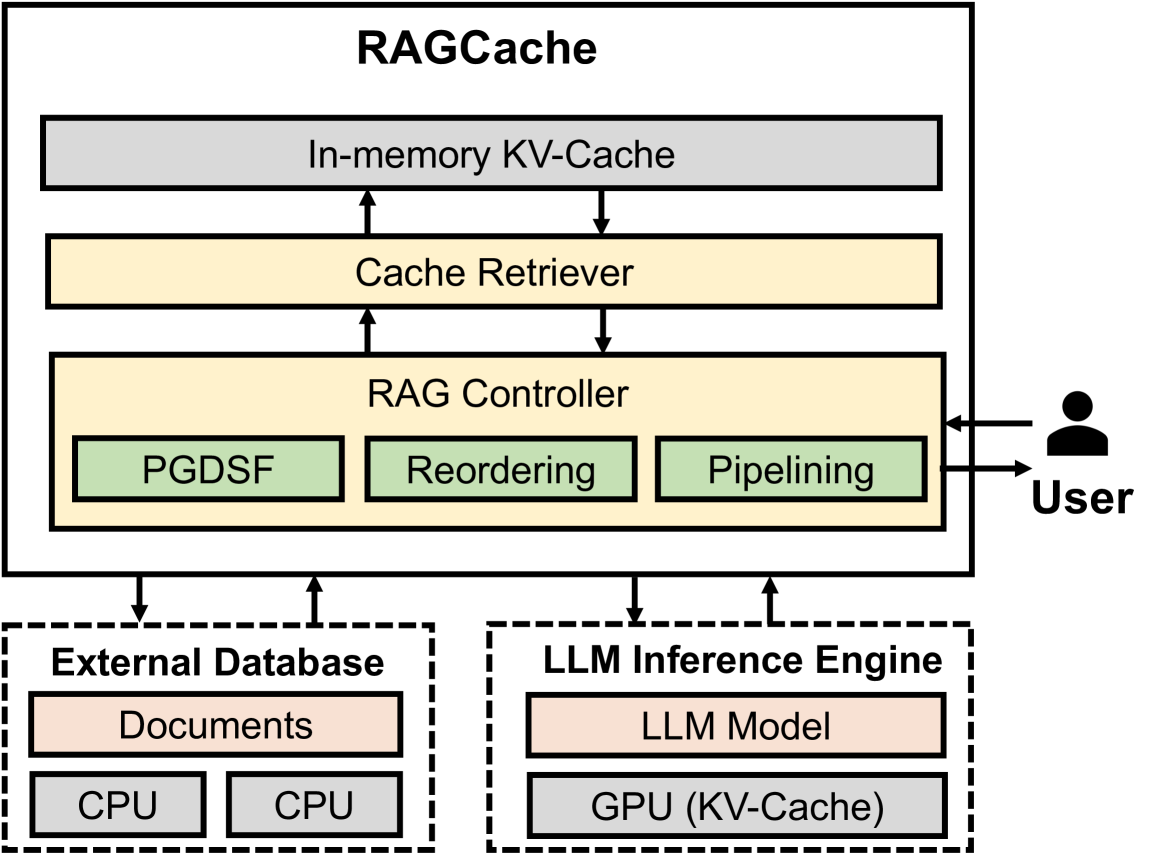 RAGCache
In-memory KV-Cache
Cache Retriever
RAG Controller
PGDSF
Reordering
Pipelining
User
External Database
Documents
CPU
CPU
LLM Inference Engine
LLM Model
GPU (KV-Cache)